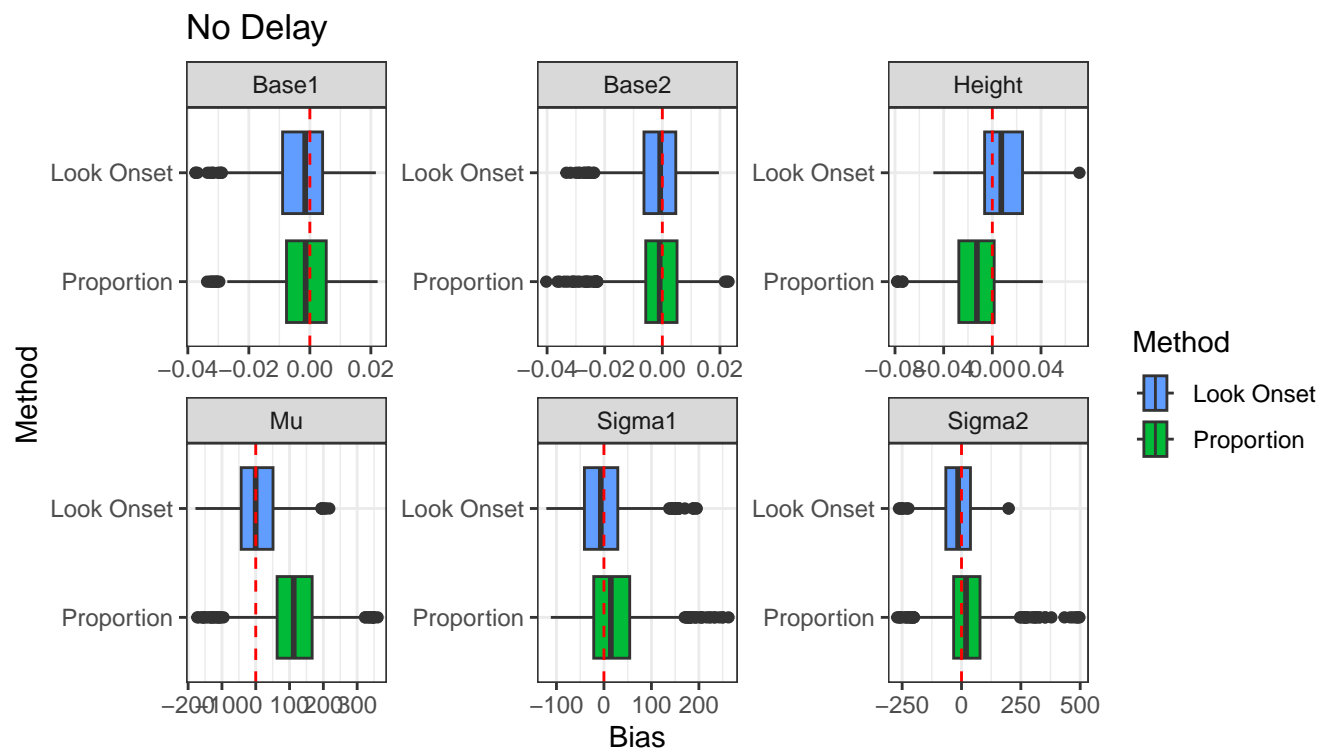 No Delay
Base1
Base2
Height
Look Onset
Proportion
Look Onset
Proportion
Look Onset
Proportion
−0.04 −0.02 0.00 0.02
−0.04 −0.02 0.00 0.02
−0.08 −0.04 0.00 0.04
Mu
Sigma1
Sigma2
Look Onset
Proportion
Look Onset
Proportion
Look Onset
Proportion
−200 −100 0 100 200 300
−100 0 100 200
−250 0 250 500
Bias
Method
Method
Look Onset
Proportion